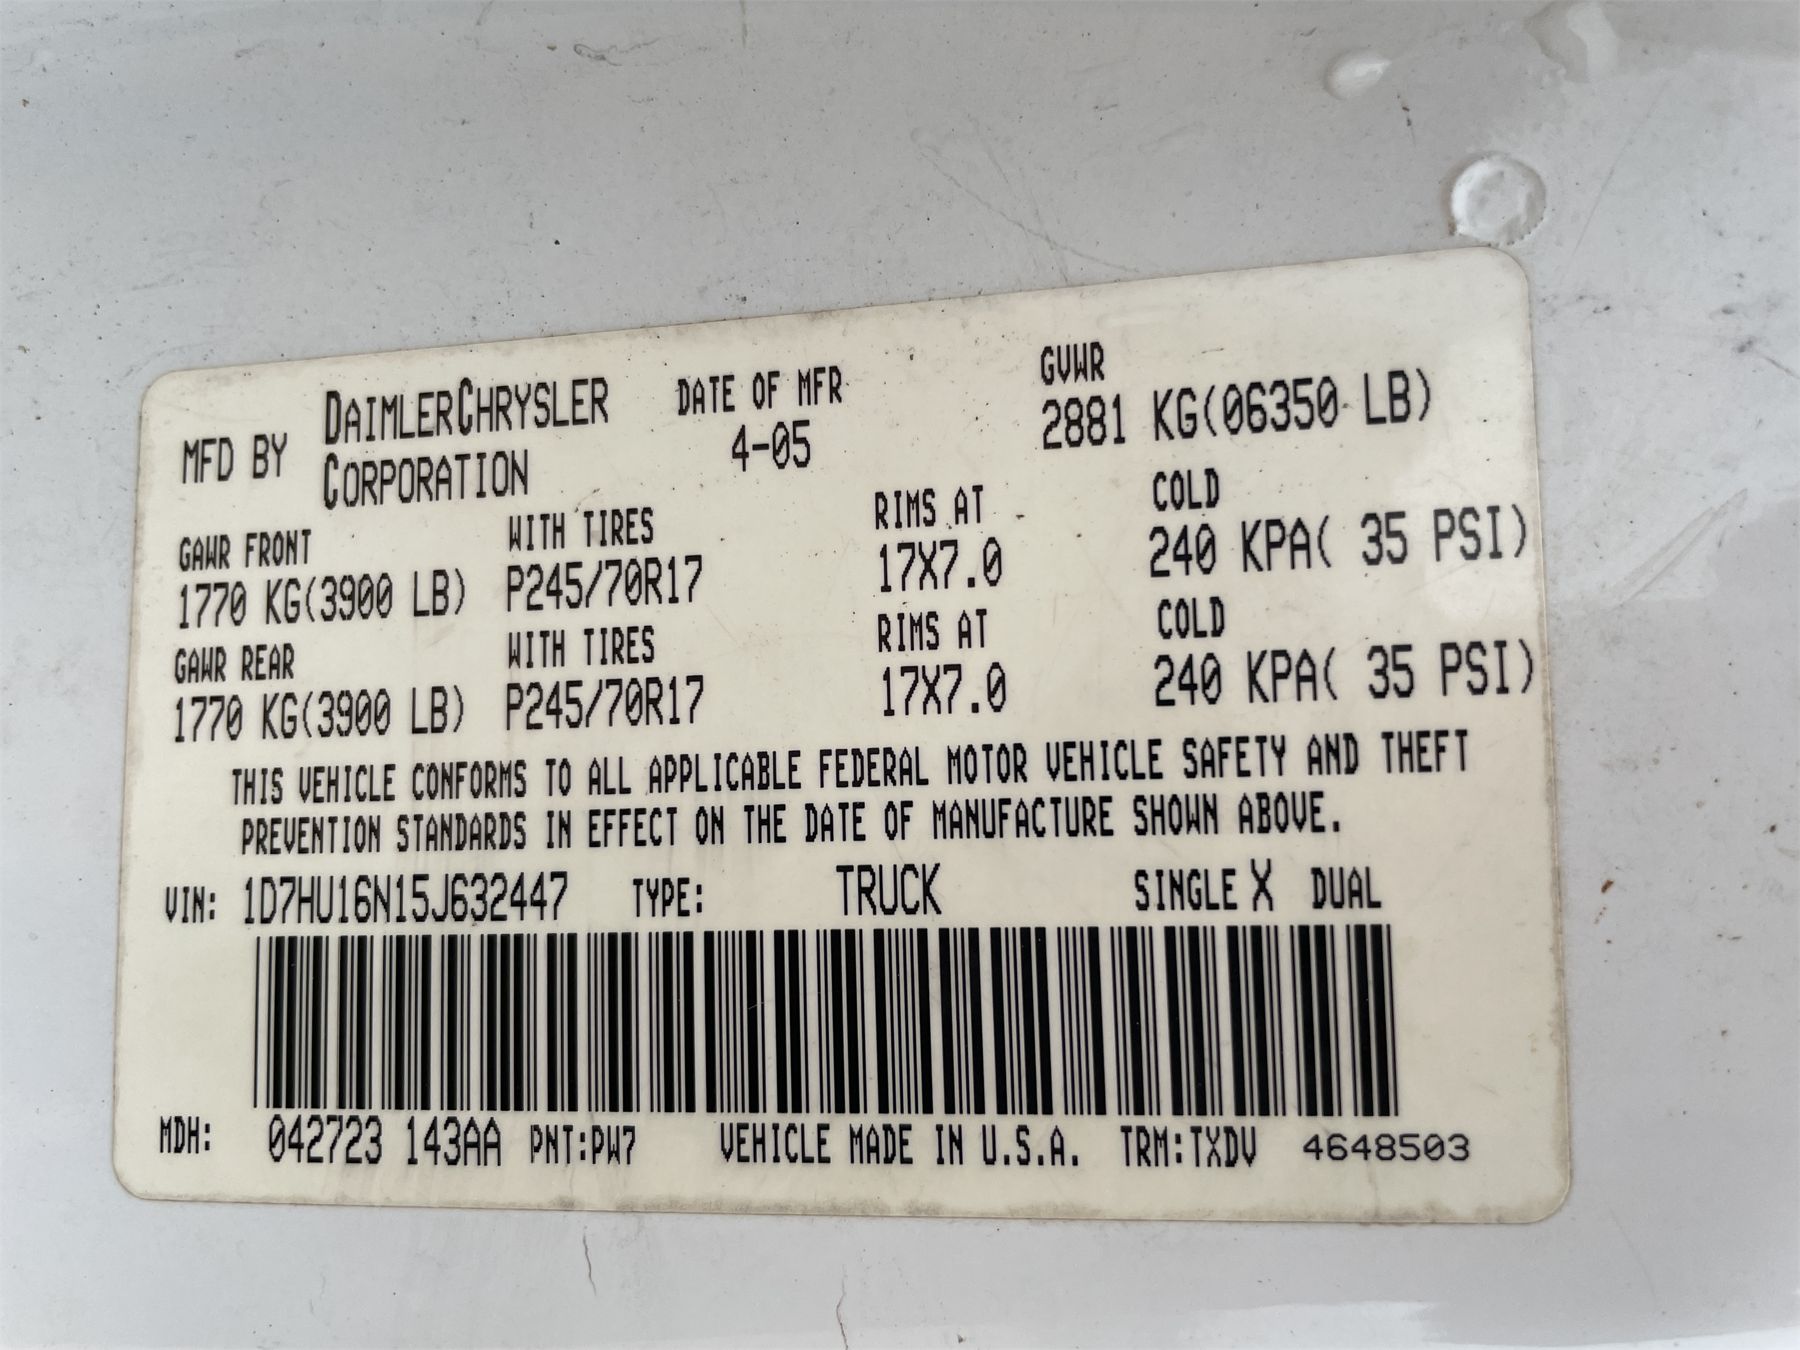 MFD BY DAIMLERCHRYSLER CORPORATION DATE OF MFR 4-05 GVWR 2881 KG(06350 LB)
GAWR FRONT WITH TIRES RIMS AT COLD
1770 KG(3900 LB) P245/70R17 17X7.0 240 KPA( 35 PSI)
GAWR REAR WITH TIRES RIMS AT COLD
1770 KG(3900 LB) P245/70R17 17X7.0 240 KPA( 35 PSI)
THIS VEHICLE CONFORMS TO ALL APPLICABLE FEDERAL MOTOR VEHICLE SAFETY AND THEFT
PREVENTION STANDARDS IN EFFECT ON THE DATE OF MANUFACTURE SHOWN ABOVE.
VIN: 1D7HU16N15J632447 TYPE: TRUCK SINGLE X DUAL
MDH: 042723 143AA PNT:PW7 VEHICLE MADE IN U.S.A. TRM:TXDV 4648503